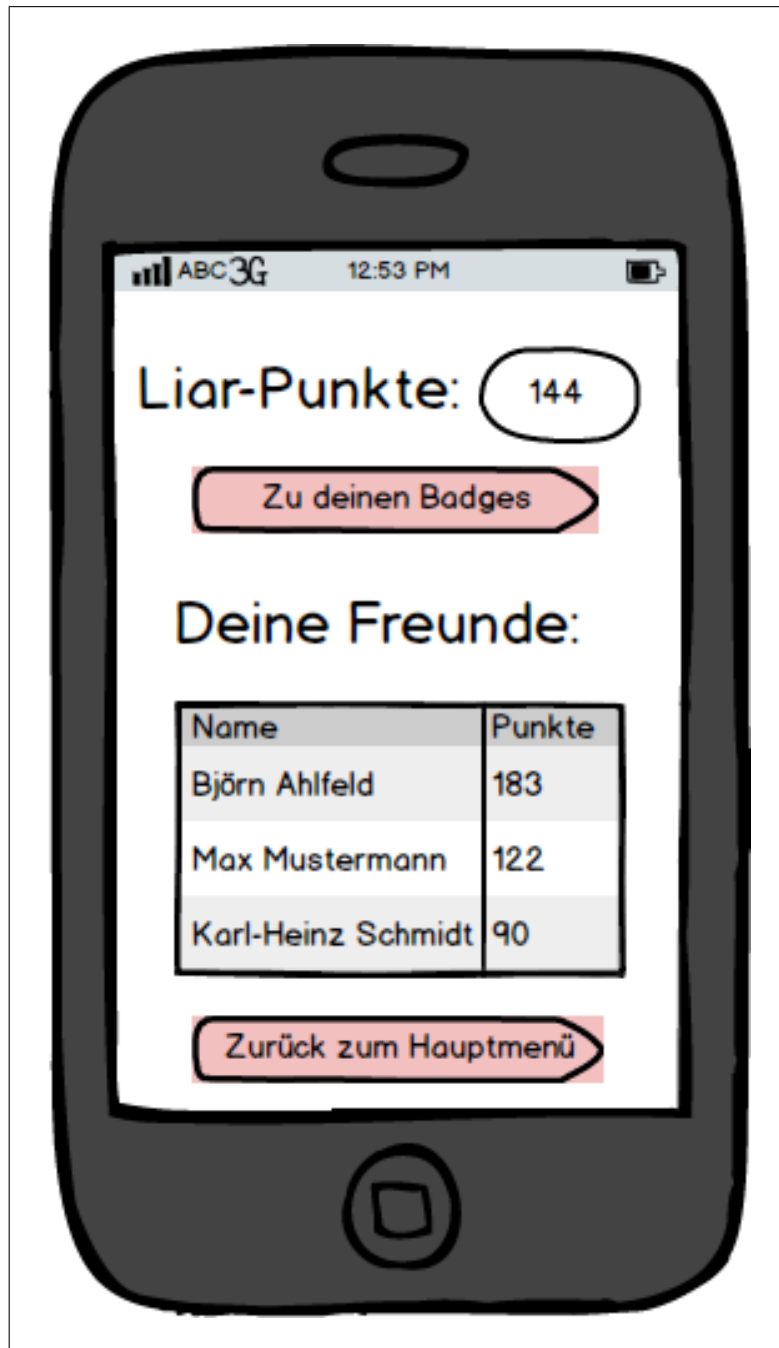 ABC 3G 12:53 PM
Liar-Punkte: 144
Zu deinen Badges
Deine Freunde:
Name Punkte
Björn Ahlfeld 183
Max Mustermann 122
Karl-Heinz Schmidt 90
Zurück zum Hauptmenü